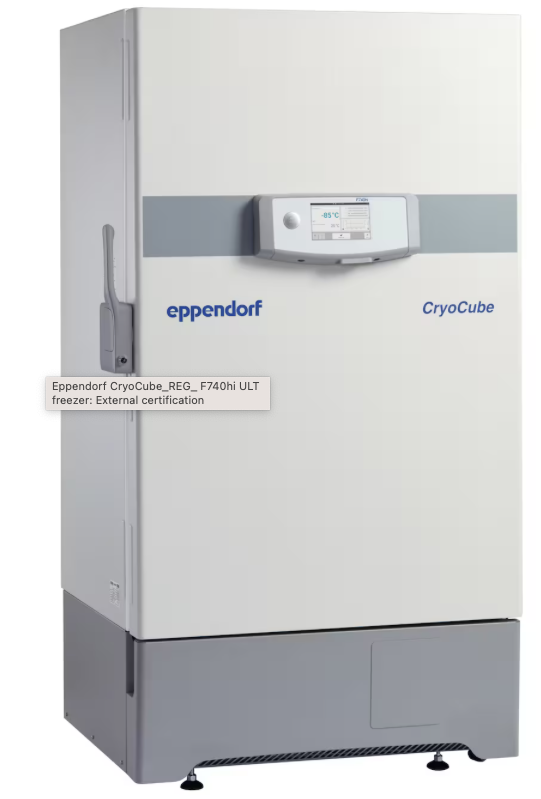 F740hi
-85°C
eppendorf
CryoCube
Eppendorf CryoCube_REG_ F740hi ULT
freezer: External certification